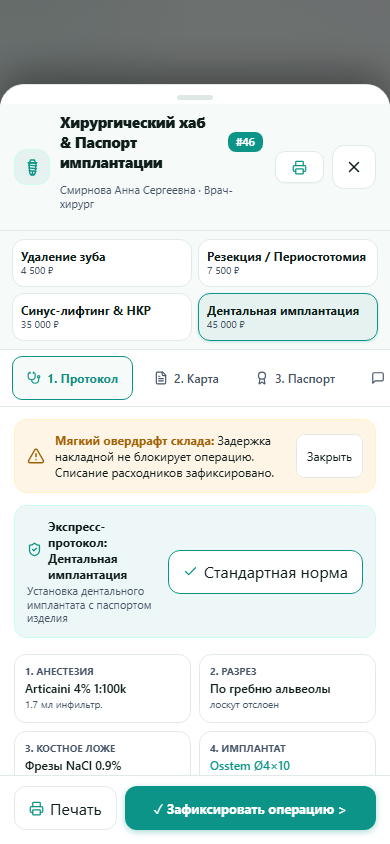 Хирургический хаб
& Паспорт
имплантации
#46
Смирнова Анна Сергеевна · Врач-
хирург
Удаление зуба
4 500 ₽
Резекция / Периостотомия
7 500 ₽
Синус-лифтинг & НКР
35 000 ₽
Дентальная имплантация
45 000 ₽
1. Протокол
2. Карта
3. Паспорт
Мягкий овердрафт склада: Задержка
накладной не блокирует операцию.
Списание расходников зафиксировано.
Закрыть
Экспресс-
протокол:
Дентальная
имплантация
Установка дентального
имплантата с паспортом
изделия
Стандартная норма
1. АНЕСТЕЗИЯ
Articaini 4% 1:100k
1.7 мл инфильтр.
2. РАЗРЕЗ
По гребню альвеолы
лоскут отслоен
3. КОСТНОЕ ЛОЖЕ
Фрезы NaCl 0.9%
4. ИМПЛАНТАТ
Osstem Ø4×10
Печать
✓ Зафиксировать операцию >